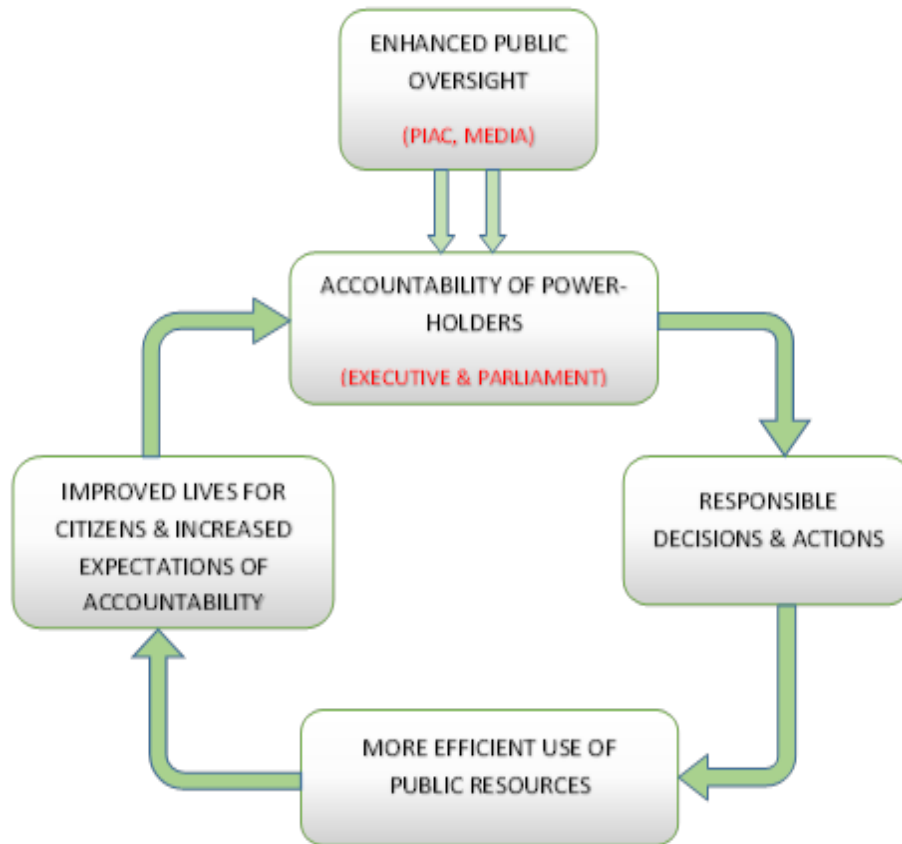 ENHANCED PUBLIC
OVERSIGHT
(PIAC, MEDIA)
ACCOUNTABILITY OF POWER-
HOLDERS
(EXECUTIVE & PARLIAMENT)
RESPONSIBLE
DECISIONS & ACTIONS
MORE EFFICIENT USE OF
PUBLIC RESOURCES
IMPROVED LIVES FOR
CITIZENS & INCREASED
EXPECTATIONS OF
ACCOUNTABILITY